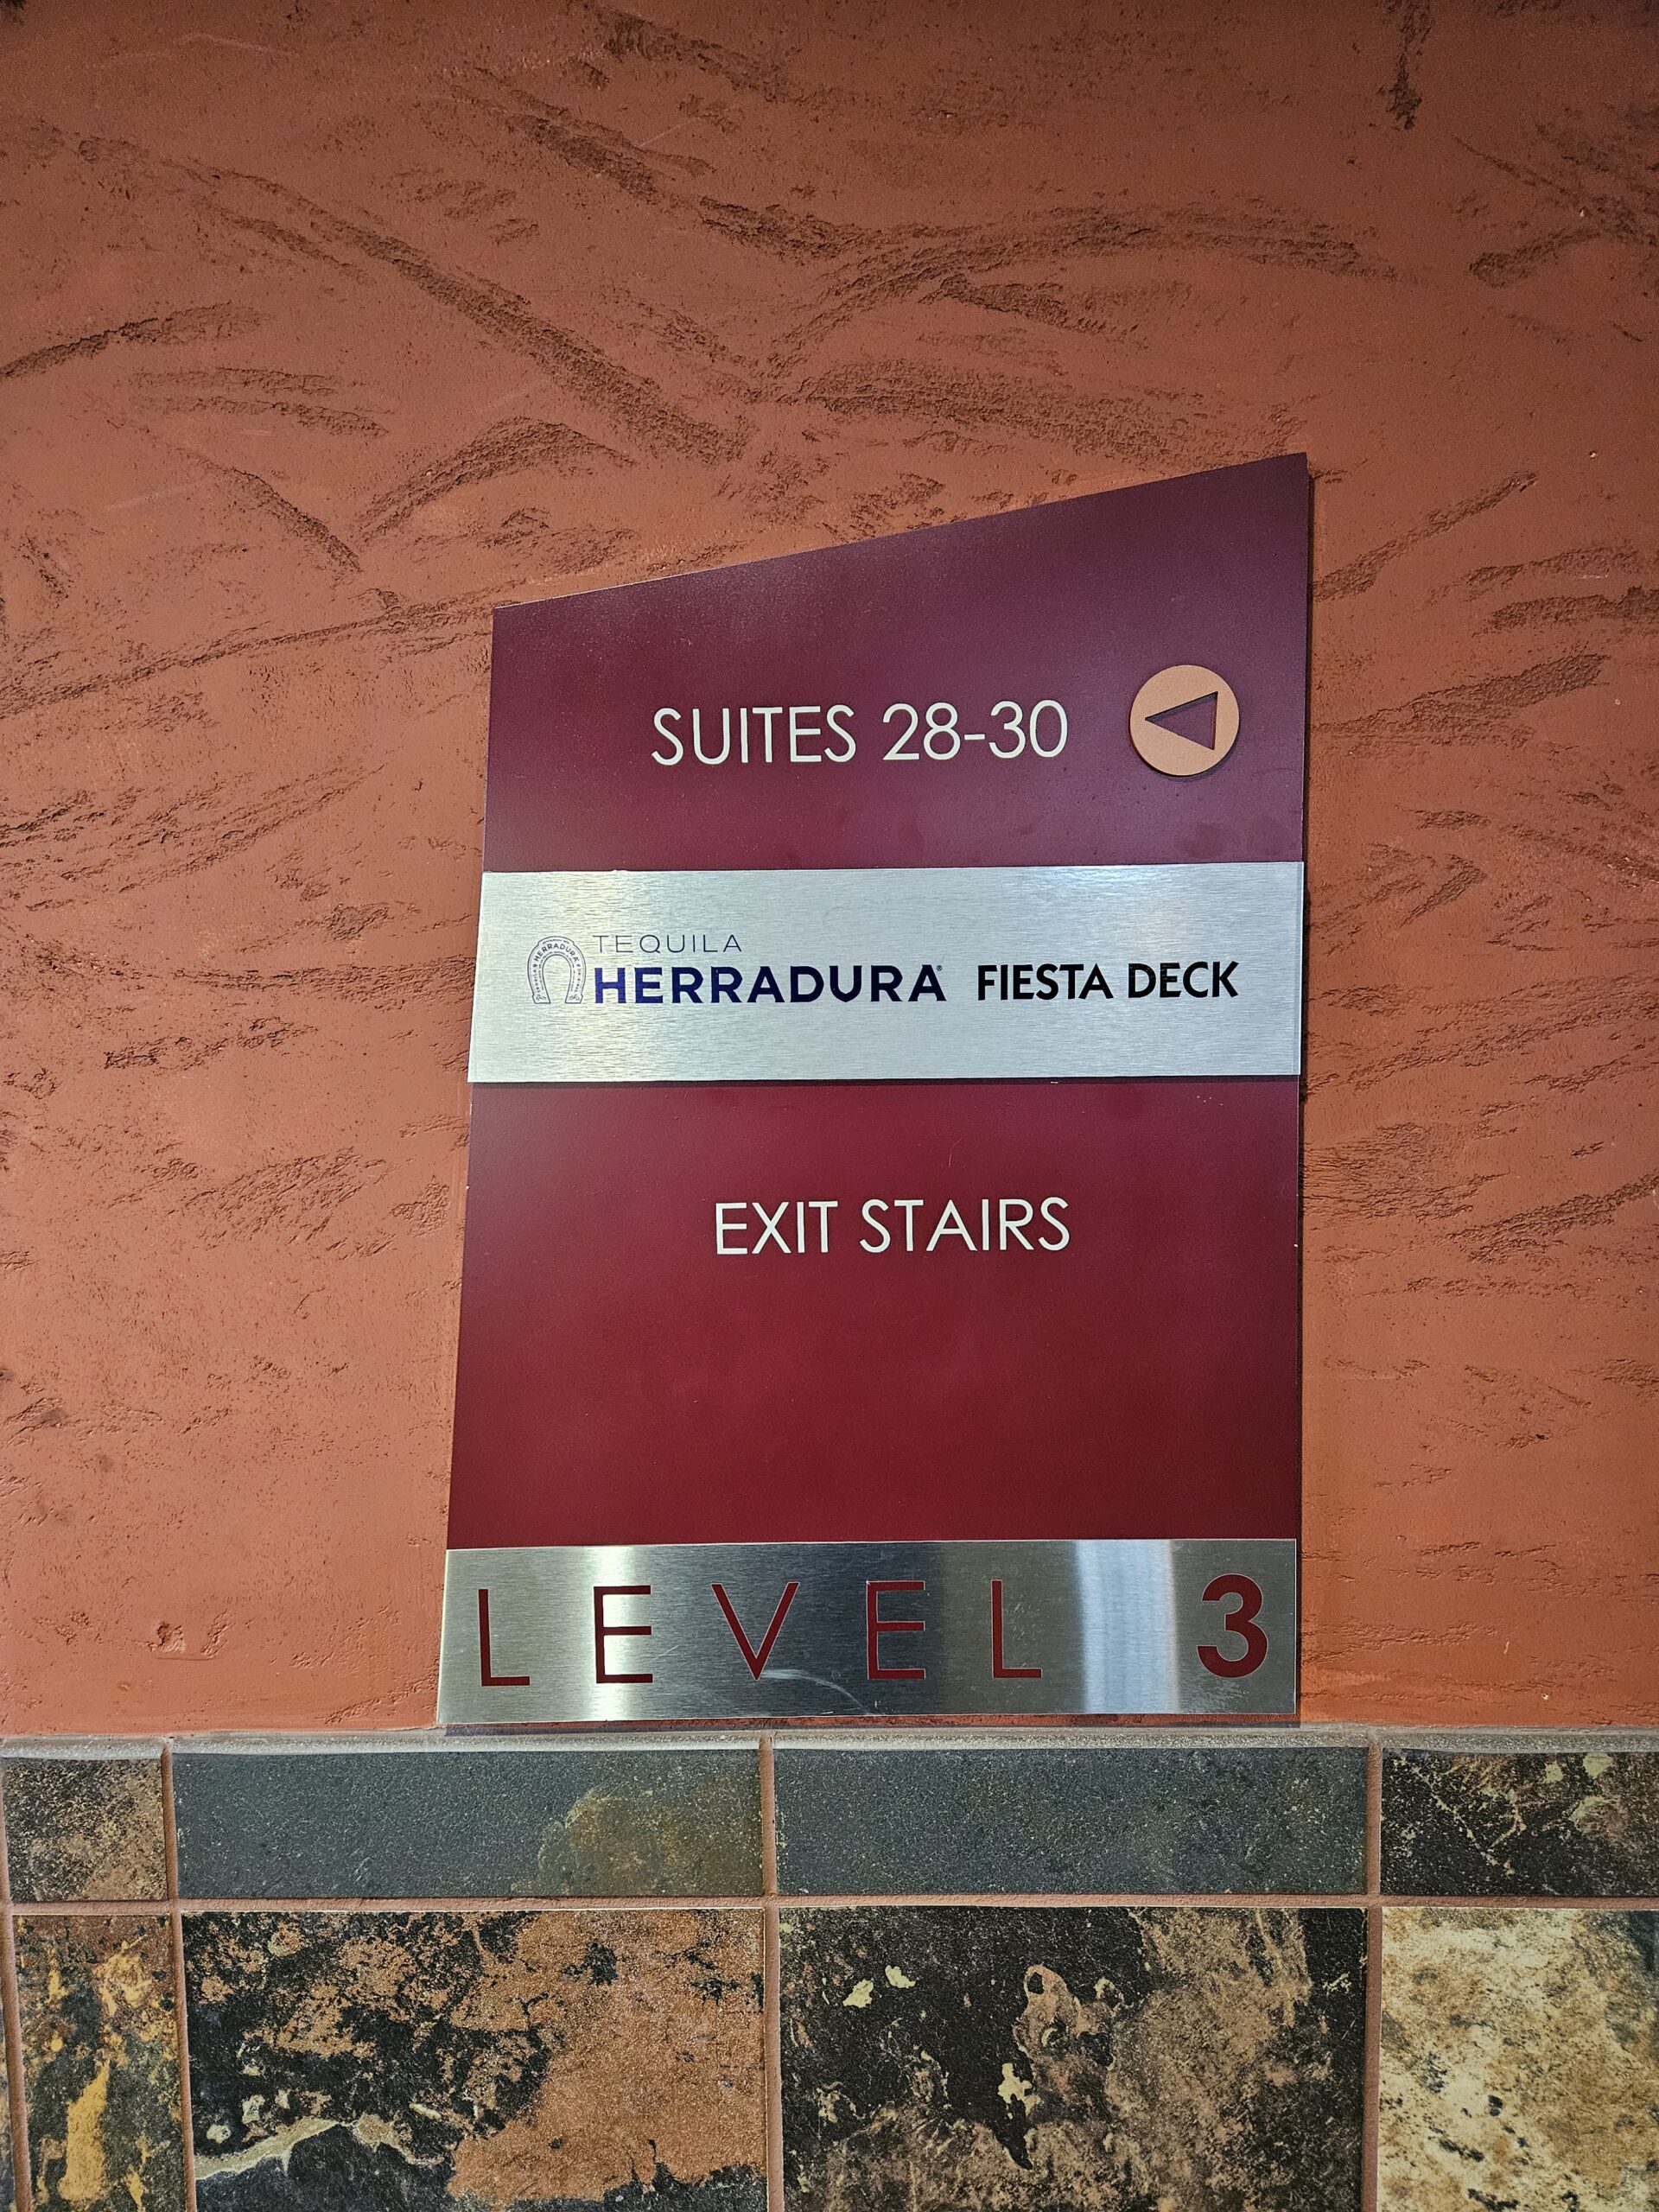 SUITES 28-30
TEQUILA
HERRADURA® FIESTA DECK
EXIT STAIRS
LEVEL 3